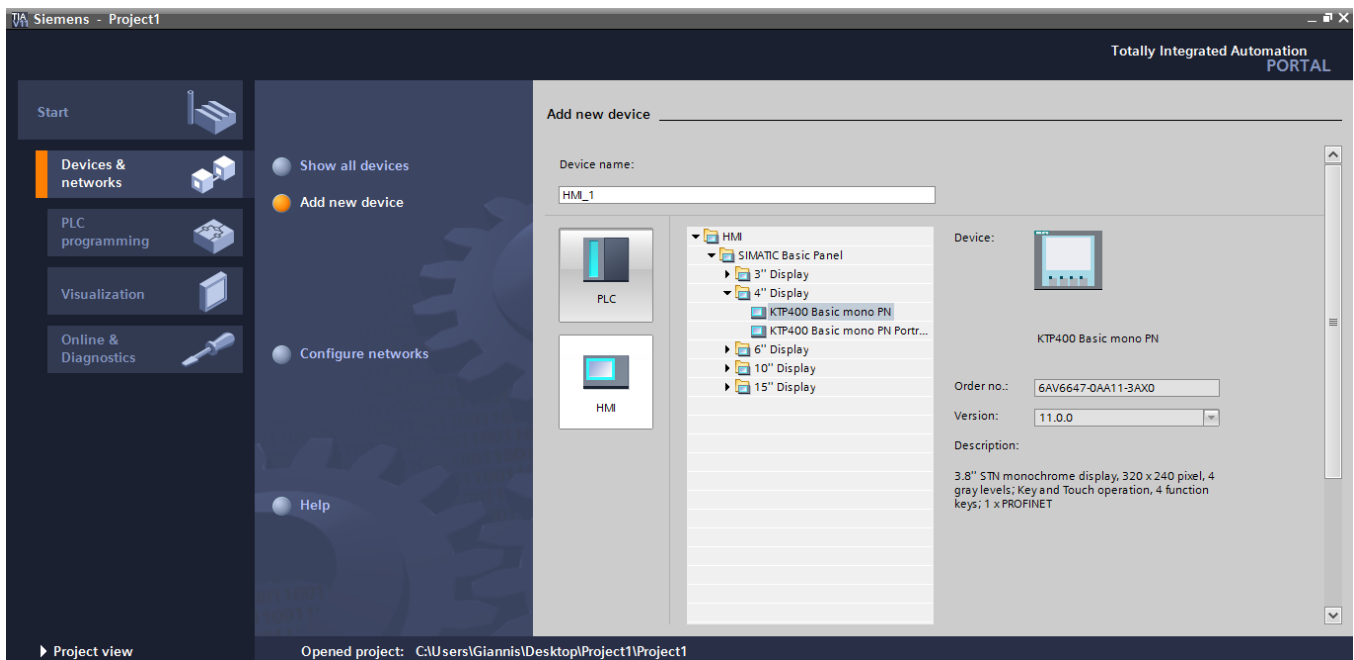 TIA V11 Siemens - Project1
Totally Integrated Automation
PORTAL
Start
Devices &
networks
PLC
programming
Visualization
Online &
Diagnostics
Project view
Show all devices
Add new device
Configure networks
Help
Add new device
Device name:
HMI_1
PLC
HMI
HMI
SIMATIC Basic Panel
3'' Display
4'' Display
KTP400 Basic mono PN
KTP400 Basic mono PN Portr...
6'' Display
10'' Display
15'' Display
Device:
KTP400 Basic mono PN
Order no.:
6AV6647-0AA11-3AX0
Version:
11.0.0
Description:
3.8'' STN monochrome display, 320 x 240 pixel, 4
gray levels; Key and Touch operation, 4 function
keys; 1 x PROFINET
Opened project: C:\Users\Giannis\Desktop\Project1\Project1